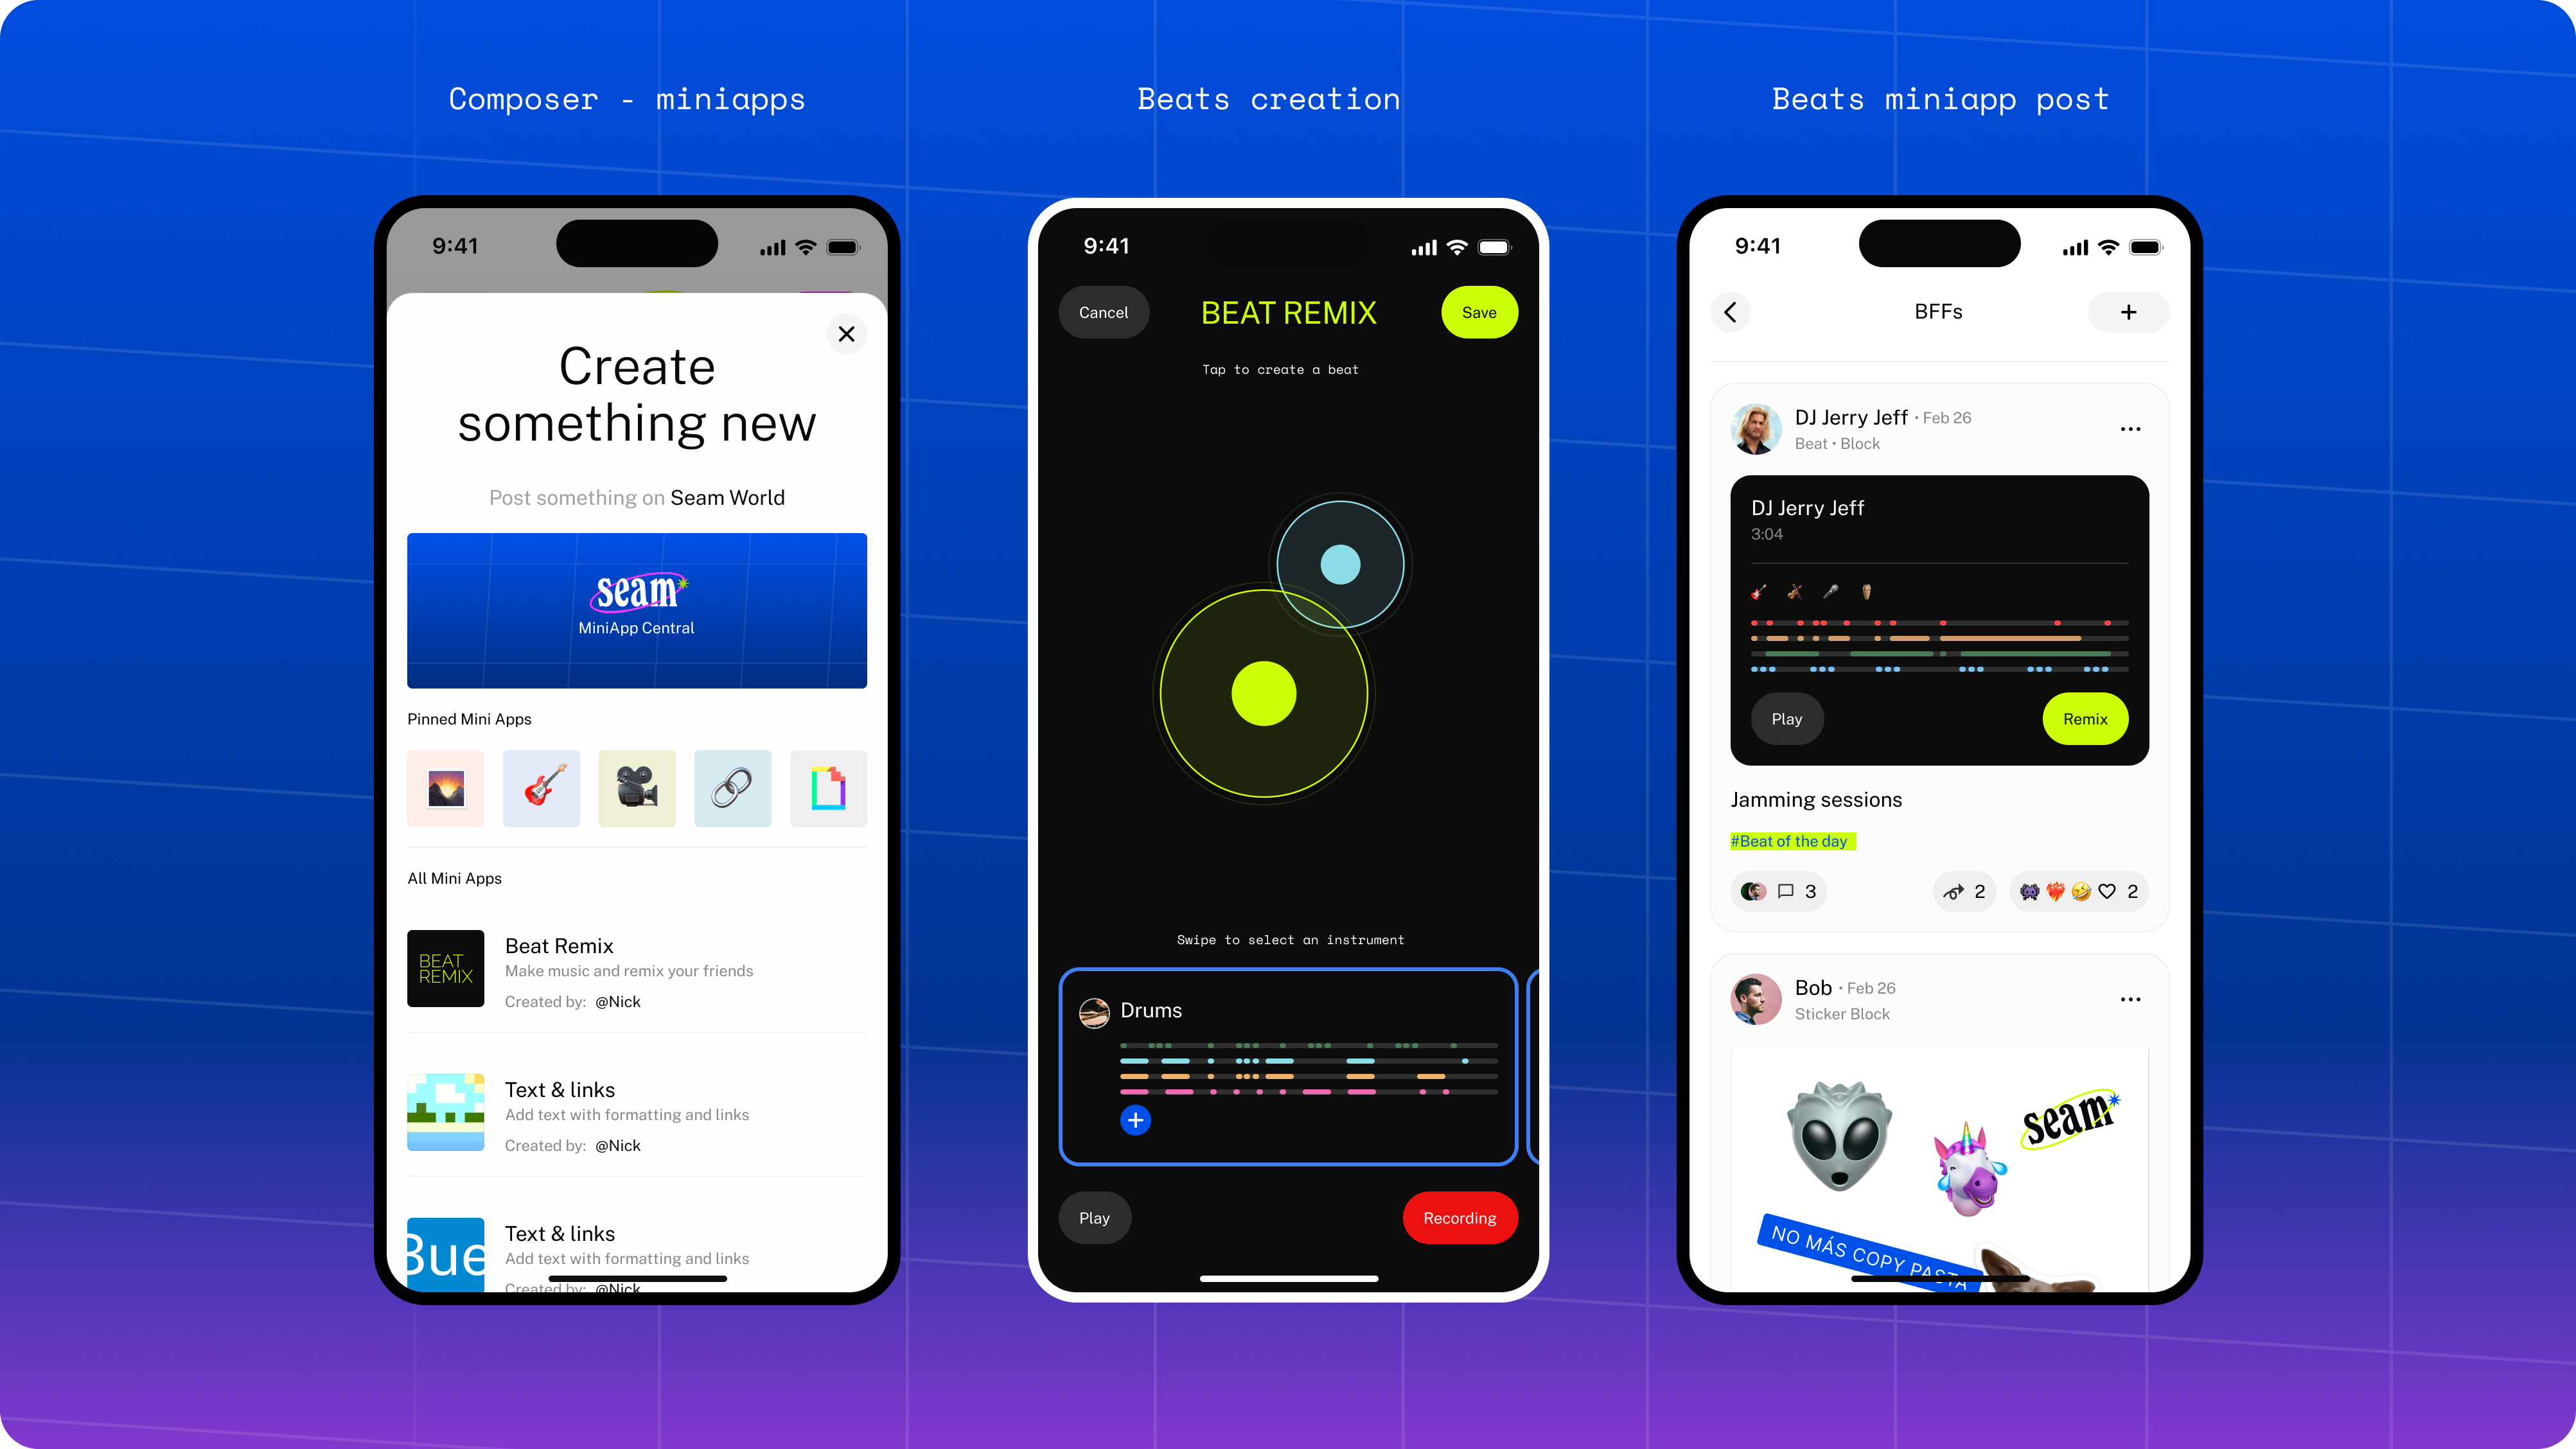 Composer - miniapps
9:41
Create
something new
Post something on Seam World
seam
MiniApp Central
Pinned Mini Apps
All Mini Apps
BEAT
REMIX
Beat Remix
Make music and remix your friends
Created by: @Nick
Text & links
Add text with formatting and links
Created by: @Nick
Bue
Text & links
Add text with formatting and links
Created by: @Nick
Beats creation
9:41
Cancel
BEAT REMIX
Save
Tap to create a beat
Swipe to select an instrument
Drums
Play
Recording
Beats miniapp post
9:41
BFFs
DJ Jerry Jeff • Feb 26
Beat • Block
DJ Jerry Jeff
3:04
Play
Remix
Jamming sessions
#Beat of the day
3
2
2
Bob • Feb 26
Sticker Block
seam
NO MÁS COPY PASTA